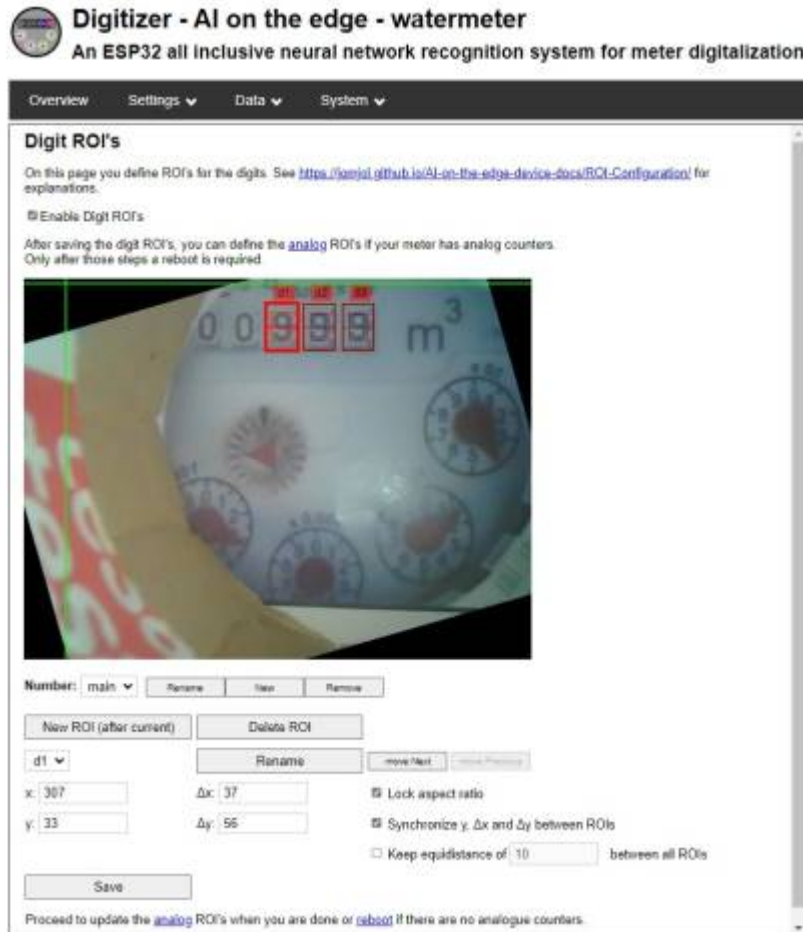 Digitizer - AI on the edge - watermeter
An ESP32 all inclusive neural network recognition system for meter digitalization
Overview Settings Data System
Digit ROI's
On this page you define ROI's for the digits. See https://jomjol.github.io/AI-on-the-edge-device-docs/ROI-Configuration/ for
explanations.
Enable Digit ROI's
After saving the digit ROI's, you can define the analog ROI's if your meter has analog counters.
Only after those steps a reboot is required
d1 d2 d3
0 0 9 9 9 m³
Number: main Rename New Remove
New ROI (after current) Delete ROI
d1 Rename move Next move Previous
x: 307 Δx: 37 Lock aspect ratio
y: 33 Δy: 56 Synchronize y, Δx and Δy between ROIs
Keep equidistance of 10 between all ROIs
Save
Proceed to update the analog ROI's when you are done or reboot if there are no analogue counters.